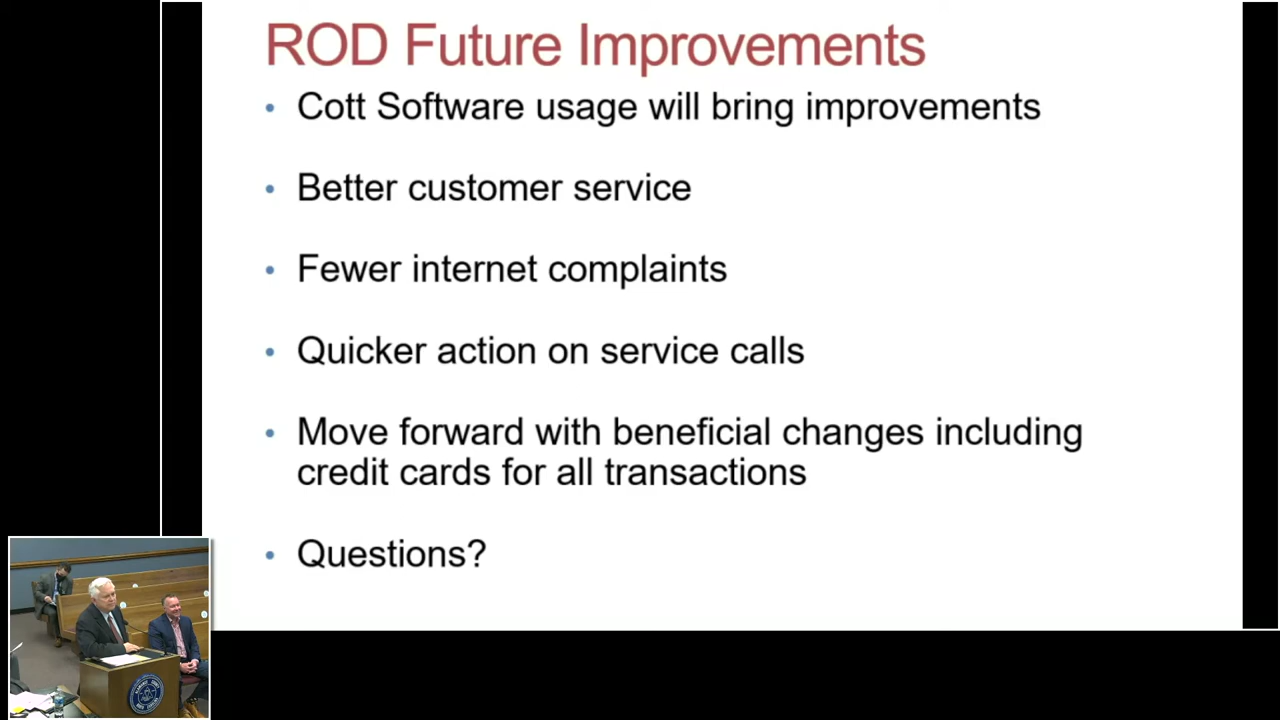 ROD Future Improvements
• Cott Software usage will bring improvements
• Better customer service
• Fewer internet complaints
• Quicker action on service calls
• Move forward with beneficial changes including
credit cards for all transactions
• Questions?